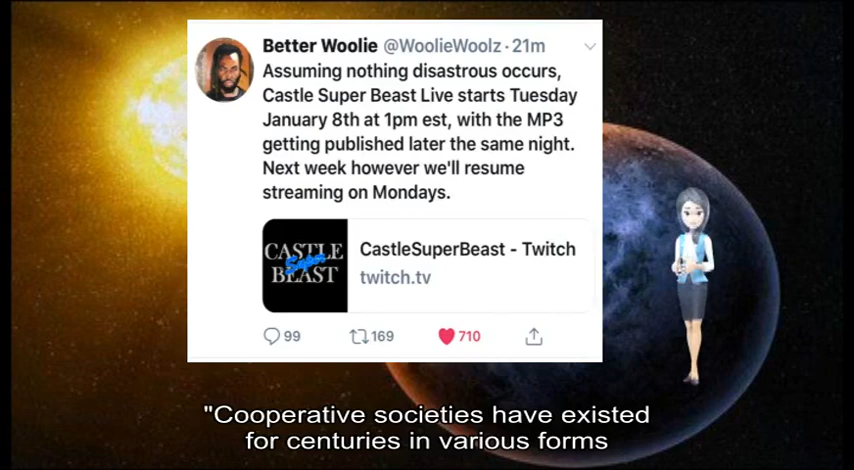 Better Woolie @WoolieWoolz · 21m
Assuming nothing disastrous occurs,
Castle Super Beast Live starts Tuesday
January 8th at 1pm est, with the MP3
getting published later the same night.
Next week however we'll resume
streaming on Mondays.
CASTLE
Super
BEAST
CastleSuperBeast - Twitch
twitch.tv
99 169 710
"Cooperative societies have existed
for centuries in various forms